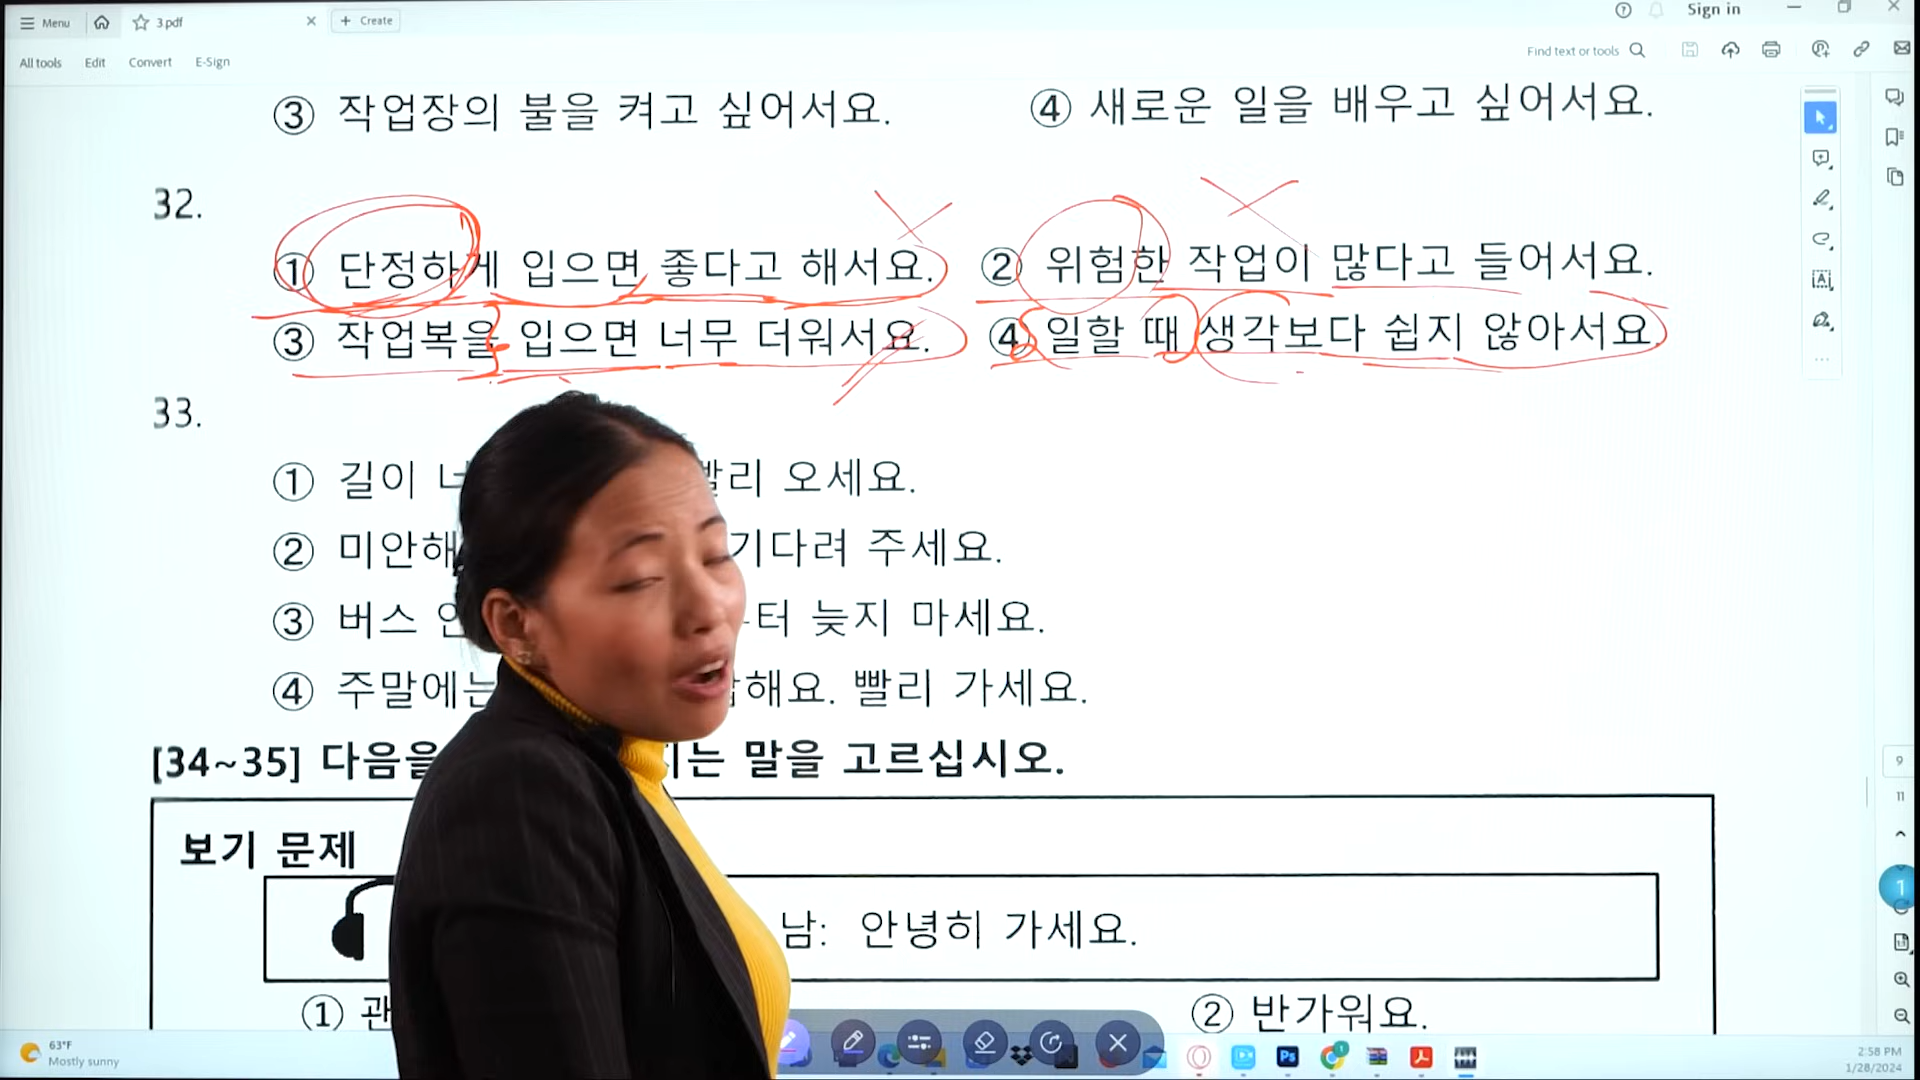 Menu
3.pdf
Create
Sign in
All tools
Edit
Convert
E-Sign
Find text or tools
③ 작업장의 불을 켜고 싶어서요.
④ 새로운 일을 배우고 싶어서요.
32.
① 단정하게 입으면 좋다고 해서요.
② 위험한 작업이 많다고 들어서요.
③ 작업복을 입으면 너무 더워서요.
④ 일할 때 생각보다 쉽지 않아서요.
33.
① 길이 빨리 오세요.
② 미안해 기다려 주세요.
③ 버스 늦지 마세요.
④ 주말에는 해요. 빨리 가세요.
[34~35] 다음을 는 말을 고르십시오.
보기 문제
남: 안녕히 가세요.
① 관
② 반가워요.
9
11
1
63°F
Mostly sunny
2:58 PM
1/28/2024